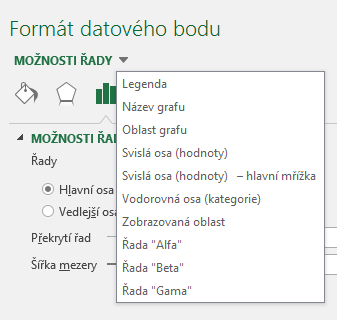 Formát datového bodu
MOŽNOSTI ŘADY
Legenda
Název grafu
Oblast grafu
Svislá osa (hodnoty)
Svislá osa (hodnoty) – hlavní mřížka
Vodorovná osa (kategorie)
Zobrazovaná oblast
Řada "Alfa"
Řada "Beta"
Řada "Gama"
MOŽNOSTI ŘAD
Řady
Hlavní osa
Vedlejší osa
Překrytí řad
Šířka mezery